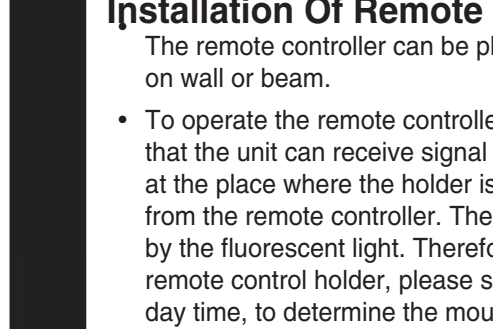 Installation Of Remote
• The remote controller can be pl
on wall or beam.
• To operate the remote controlle
that the unit can receive signal
at the place where the holder is
from the remote controller. The
by the fluorescent light. Therefo
remote control holder, please s
day time, to determine the mou